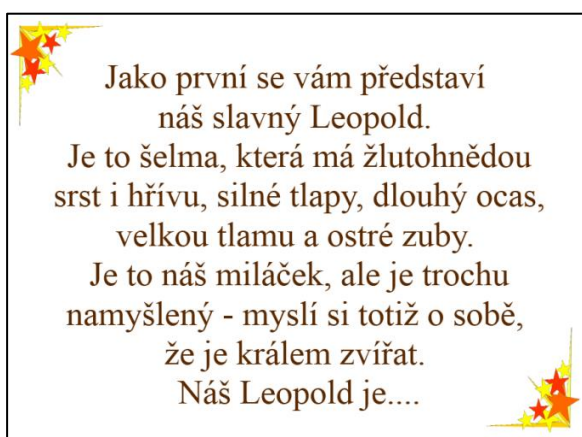 Jako první se vám představí
náš slavný Leopold.
Je to šelma, která má žlutohnědou
srst i hřívu, silné tlapy, dlouhý ocas,
velkou tlamu a ostré zuby.
Je to náš miláček, ale je trochu
namyšlený - myslí si totiž o sobě,
že je králem zvířat.
Náš Leopold je....